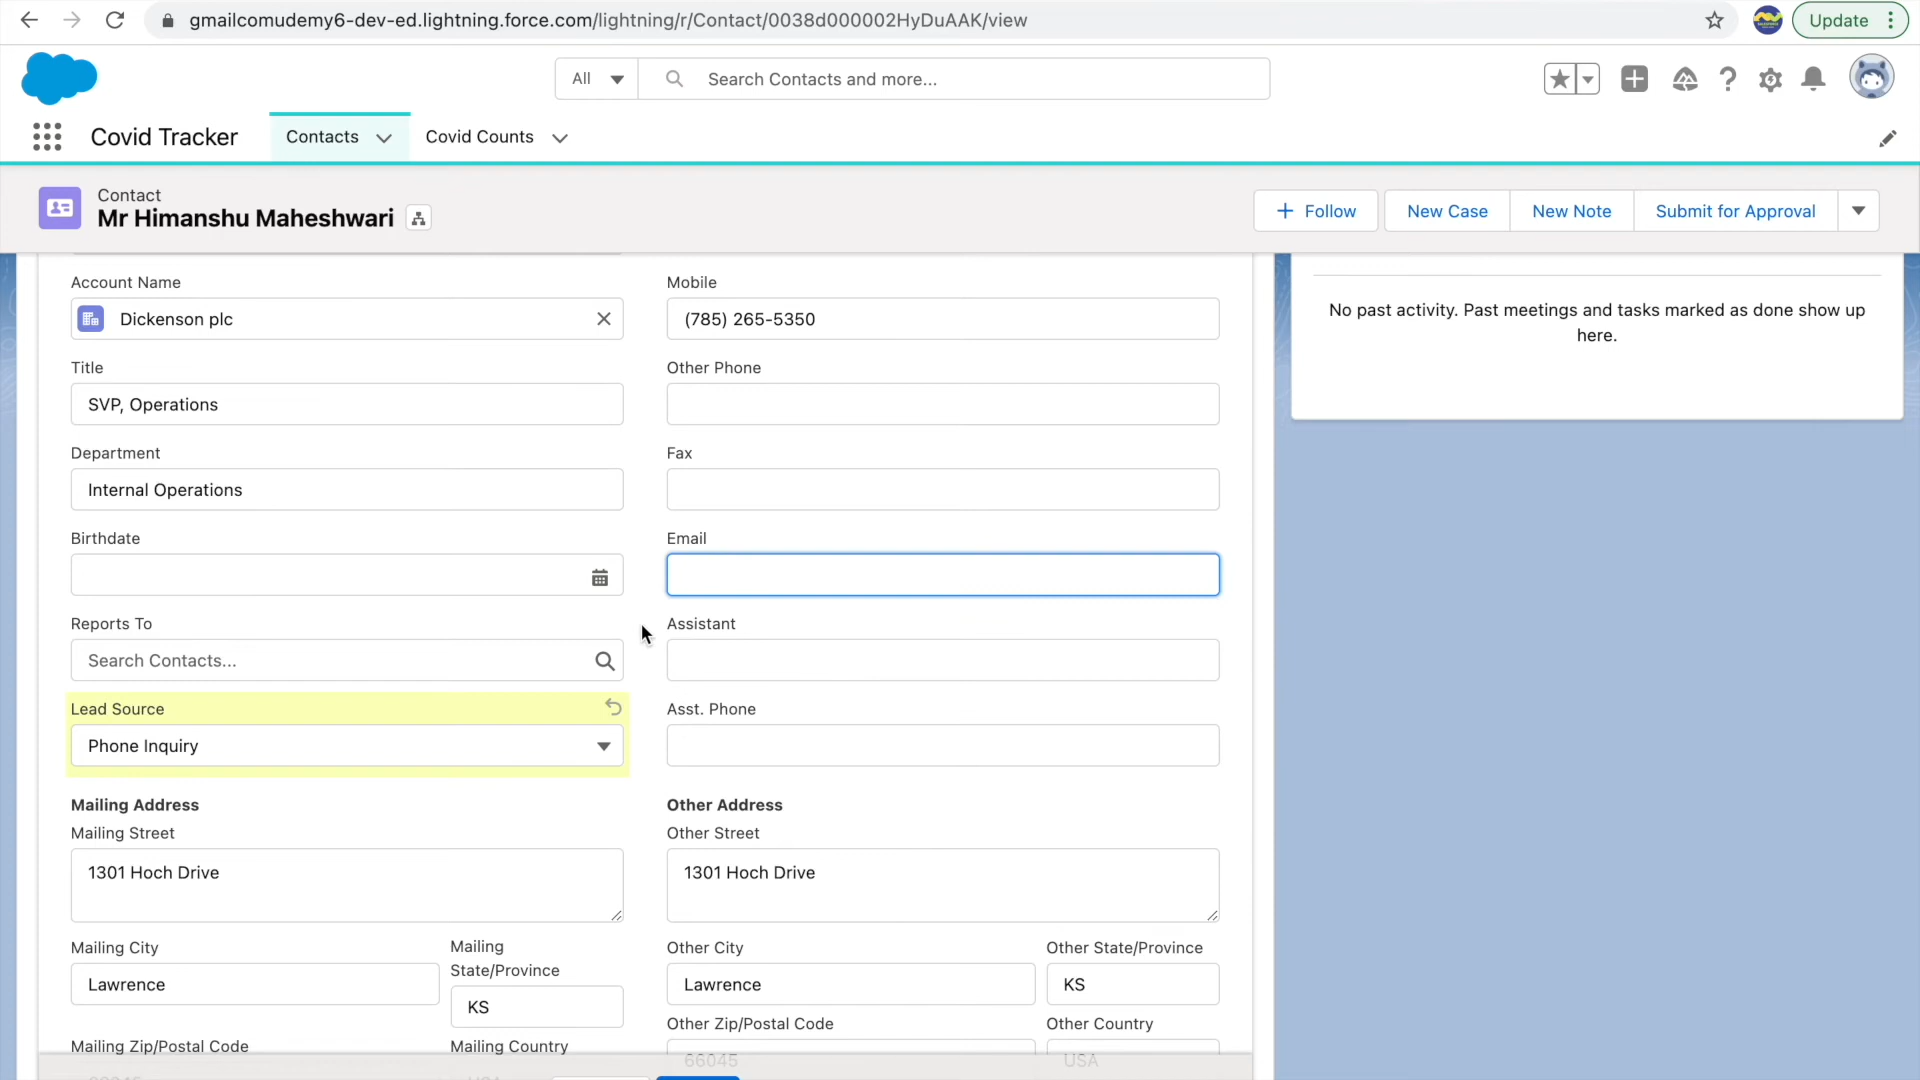 gmailcomudemy6-dev-ed.lightning.force.com/lightning/r/Contact/0038d000002HyDuAAK/view
Update
All
Search Contacts and more...
Covid Tracker
Contacts
Covid Counts
Contact
Mr Himanshu Maheshwari
Follow
New Case
New Note
Submit for Approval
Account Name
Dickenson plc
Mobile
(785) 265-5350
No past activity. Past meetings and tasks marked as done show up
here.
Title
SVP, Operations
Other Phone
Department
Internal Operations
Fax
Birthdate
Email
Reports To
Search Contacts...
Assistant
Lead Source
Phone Inquiry
Asst. Phone
Mailing Address
Mailing Street
1301 Hoch Drive
Other Address
Other Street
1301 Hoch Drive
Mailing City
Lawrence
Mailing
State/Province
KS
Other City
Lawrence
Other State/Province
KS
Mailing Zip/Postal Code
Mailing Country
Other Zip/Postal Code
66045
Other Country
USA